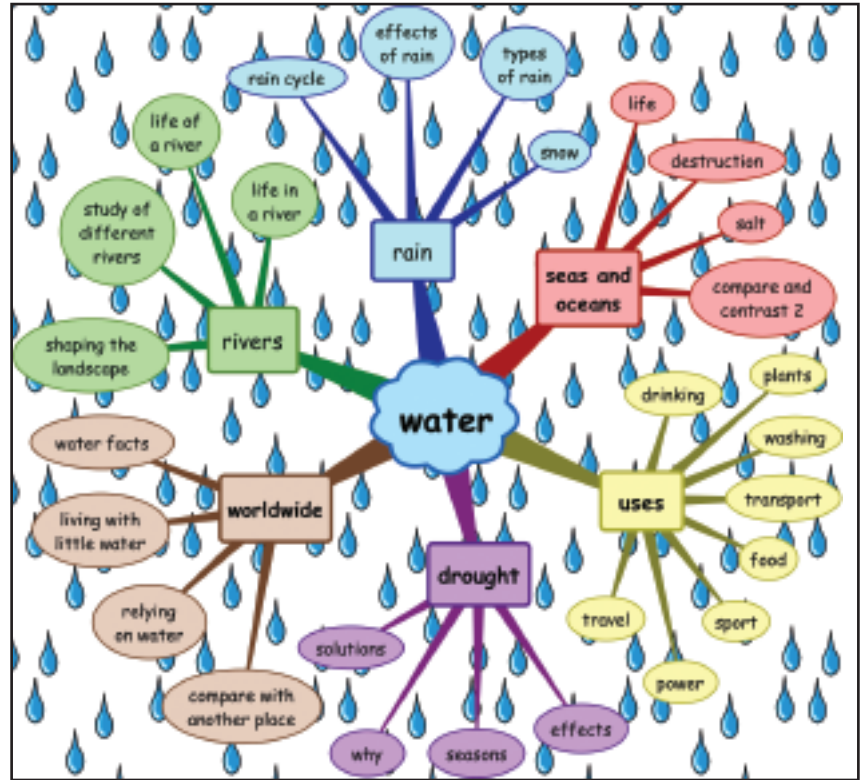 effects
of rain
types
of rain
rain cycle
snow
rain
life
destruction
salt
compare and
contrast 2
seas and
oceans
life of
a river
life in
a river
study of
different
rivers
shaping the
landscape
rivers
water
plants
drinking
washing
transport
food
sport
power
travel
uses
water facts
living with
little water
relying
on water
compare with
another place
worldwide
drought
solutions
why
seasons
effects